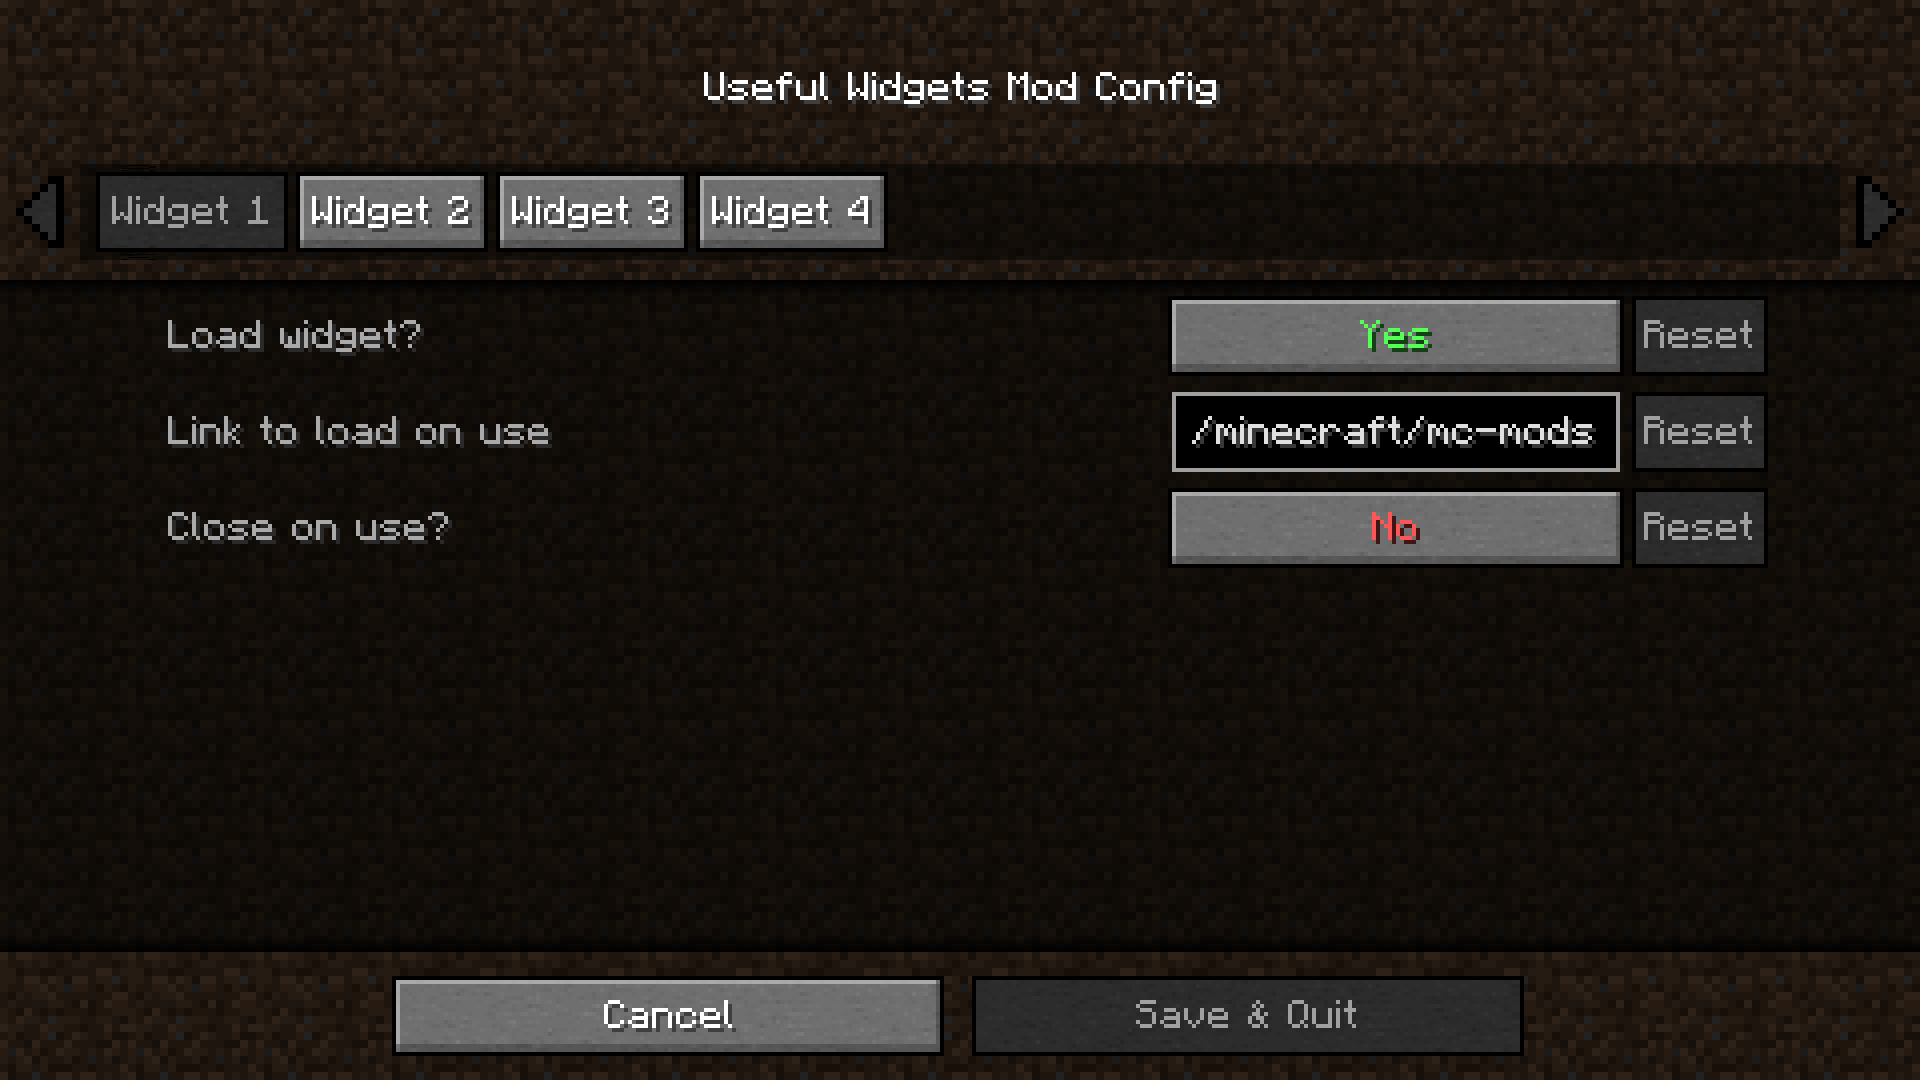 Useful Widgets Mod Config
Widget 1 Widget 2 Widget 3 Widget 4
Load widget? Yes Reset
Link to load on use /minecraft/mc-mods Reset
Close on use? No Reset
Cancel Save & Quit